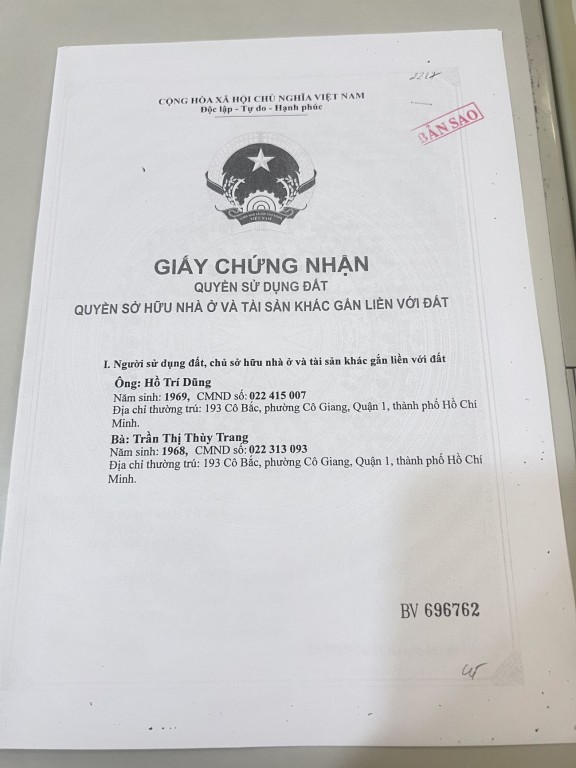 2218
CỘNG HÒA XÃ HỘI CHỦ NGHĨA VIỆT NAM
Độc lập - Tự do - Hạnh phúc
BẢN SAO
VIỆT NAM
GIẤY CHỨNG NHẬN
QUYỀN SỬ DỤNG ĐẤT
QUYỀN SỞ HỮU NHÀ Ở VÀ TÀI SẢN KHÁC GẮN LIỀN VỚI ĐẤT
I. Người sử dụng đất, chủ sở hữu nhà ở và tài sản khác gắn liền với đất
Ông: Hồ Trí Dũng
Năm sinh: 1969, CMND số: 022 415 007
Địa chỉ thường trú: 193 Cô Bắc, phường Cô Giang, Quận 1, thành phố Hồ Chí
Minh.
Bà: Trần Thị Thùy Trang
Năm sinh: 1968, CMND số: 022 313 093
Địa chỉ thường trú: 193 Cô Bắc, phường Cô Giang, Quận 1, thành phố Hồ Chí
Minh.
BV 696762